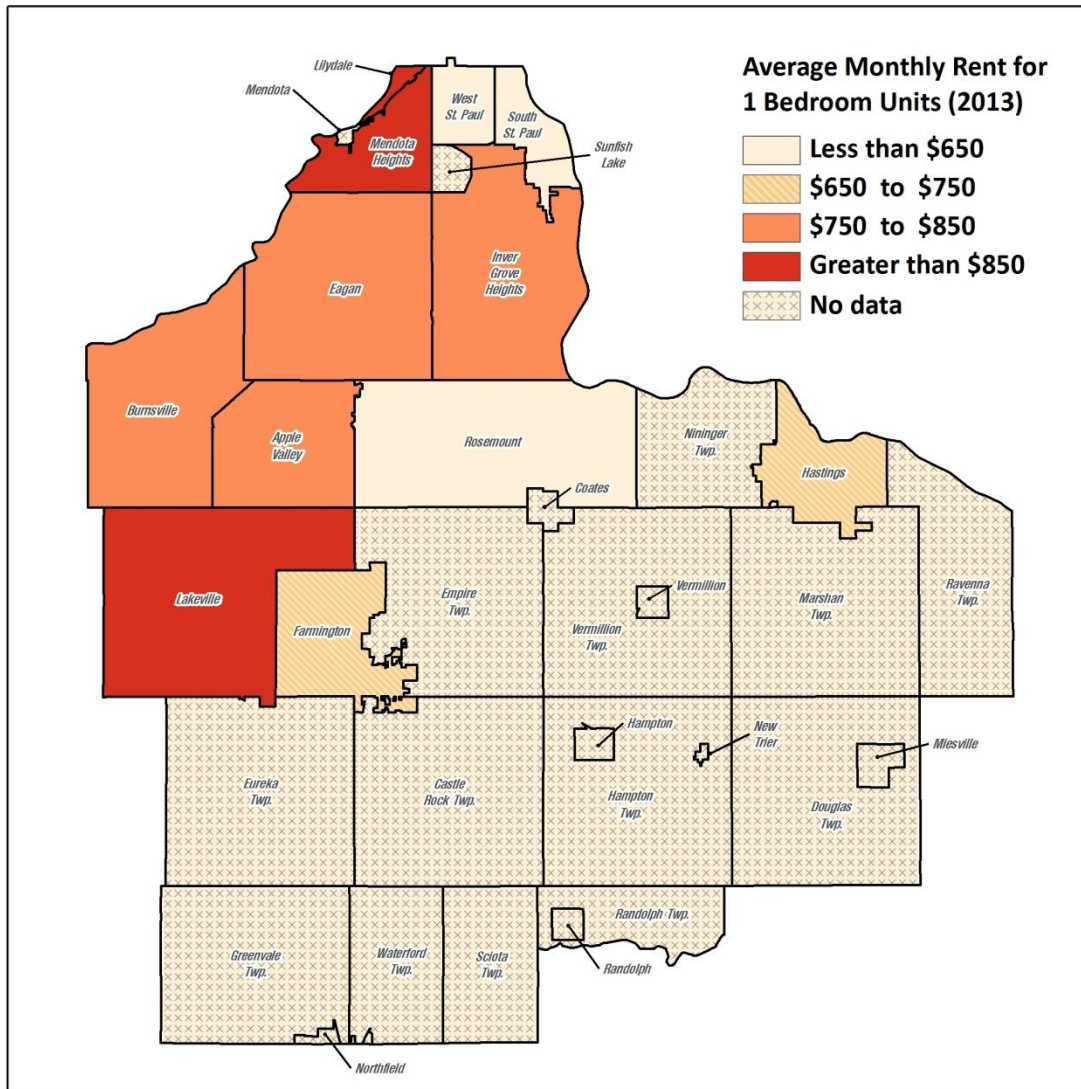 Average Monthly Rent for
1 Bedroom Units (2013)
Less than $650
$650 to $750
$750 to $850
Greater than $850
No data
Lilydale
Mendota
Mendota
Heights
West
St. Paul
South
St. Paul
Sunfish
Lake
Eagan
Inver
Grove
Heights
Burnsville
Apple
Valley
Rosemount
Nininger
Twp.
Hastings
Coates
Lakeville
Farmington
Empire
Twp.
Vermillion
Vermillion
Twp.
Marshan
Twp.
Ravenna
Twp.
Eureka
Twp.
Castle
Rock Twp.
Hampton
Hampton
Twp.
New
Trier
Miesville
Douglas
Twp.
Greenvale
Twp.
Waterford
Twp.
Sciota
Twp.
Randolph Twp.
Randolph
Northfield